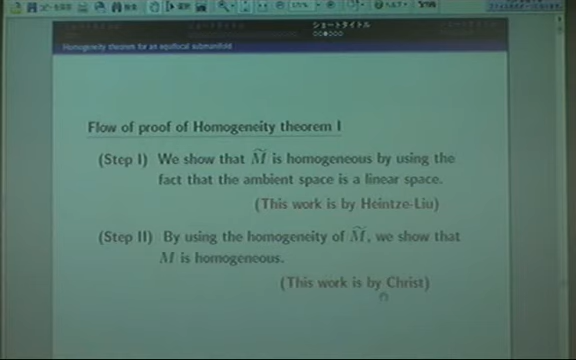 ショートタイトル
Homogeneity theorem for an equifocal submanifold
Flow of proof of Homogeneity theorem I
(Step I) We show that M̃ is homogeneous by using the
fact that the ambient space is a linear space.
(This work is by Heintze-Liu)
(Step II) By using the homogeneity of M̃, we show that
M is homogeneous.
(This work is by Christ)